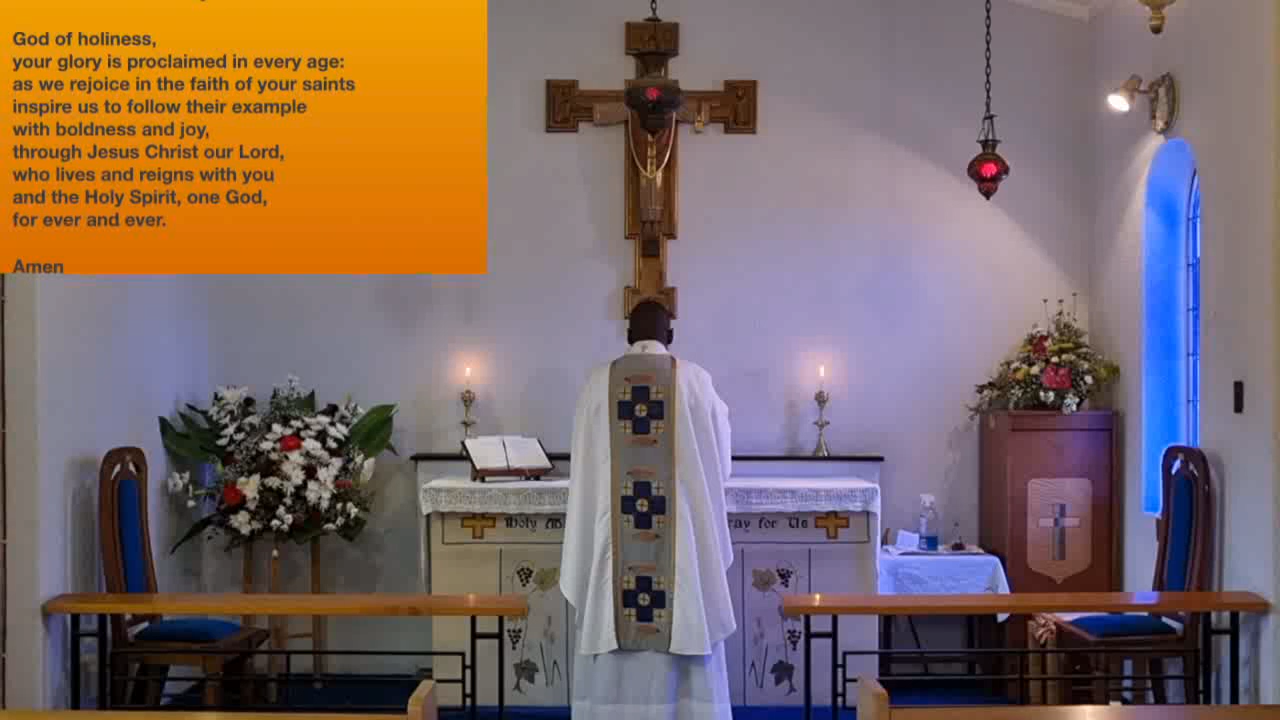 God of holiness,
your glory is proclaimed in every age:
as we rejoice in the faith of your saints
inspire us to follow their example
with boldness and joy,
through Jesus Christ our Lord,
who lives and reigns with you
and the Holy Spirit, one God,
for ever and ever.
Amen
Holy ray for Us